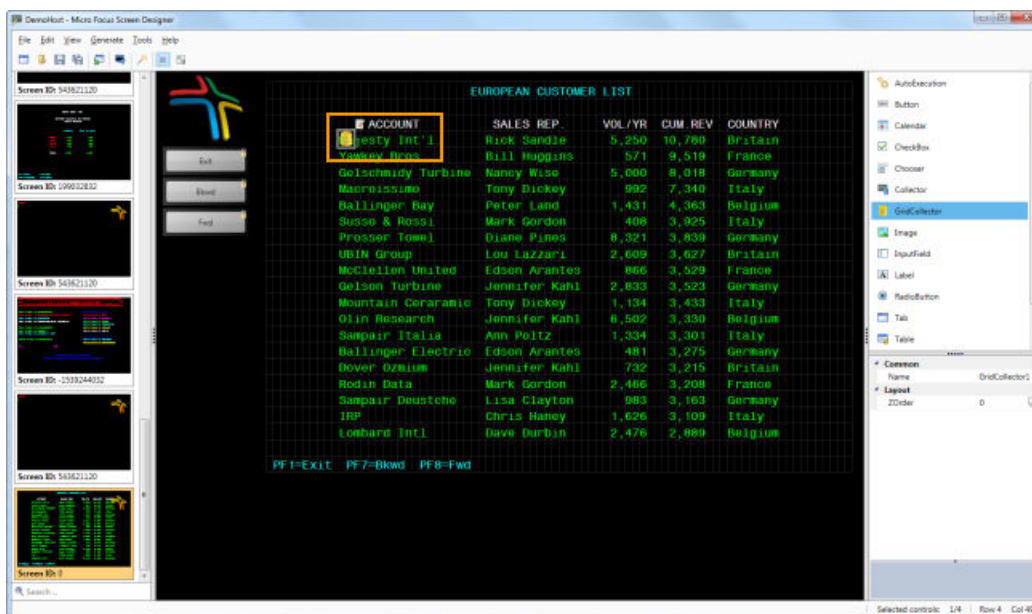 DemoHost - Micro Focus Screen Designer
File Edit View Generate Tools Help
Screen ID: 543621120
Screen ID: 199032832
Screen ID: 543621120
Screen ID: -1539244032
Screen ID: 543621120
Screen ID: 0
Search...
Exit
Bkwd
Fwd
EUROPEAN CUSTOMER LIST
ACCOUNT SALES REP. VOL/YR CUM.REV COUNTRY
jesty Int'l Rick Sandle 5,250 10,780 Britain
Yawkey Bros Bill Huggins 571 9,519 France
Gelschmidy Turbine Nancy Wise 5,000 8,018 Germany
Macroissimo Tony Dickey 992 7,340 Italy
Ballinger Bay Peter Land 1,431 4,363 Belgium
Susso & Rossi Mark Gordon 408 3,925 Italy
Prosser Towel Diane Pines 8,321 3,839 Germany
UBIN Group Lou Lazzari 2,609 3,627 Britain
McClellon United Edson Arantes 866 3,529 France
Gelson Turbine Jennifer Kahl 2,833 3,523 Germany
Mountain Ceraramic Tony Dickey 1,134 3,433 Italy
Olin Research Jennifer Kahl 6,502 3,330 Belgium
Sampair Italia Ann Poltz 1,334 3,301 Italy
Ballinger Electric Edson Arantes 481 3,275 Germany
Dover Ozmium Jennifer Kahl 732 3,215 Britain
Rodin Data Mark Gordon 2,466 3,208 France
Sampair Deustche Lisa Clayton 983 3,163 Germany
IRP Chris Haney 1,626 3,109 Italy
Lombard Intl Dave Durbin 2,476 2,889 Belgium
PF1=Exit PF7=Bkwd PF8=Fwd
AutoExecution
Button
Calendar
CheckBox
Chooser
Collector
GridCollector
Image
InputField
Label
RadioButton
Tab
Table
Common
Name GridCollector1
Layout
ZOrder 0
Selected controls: 1/4 Row 4